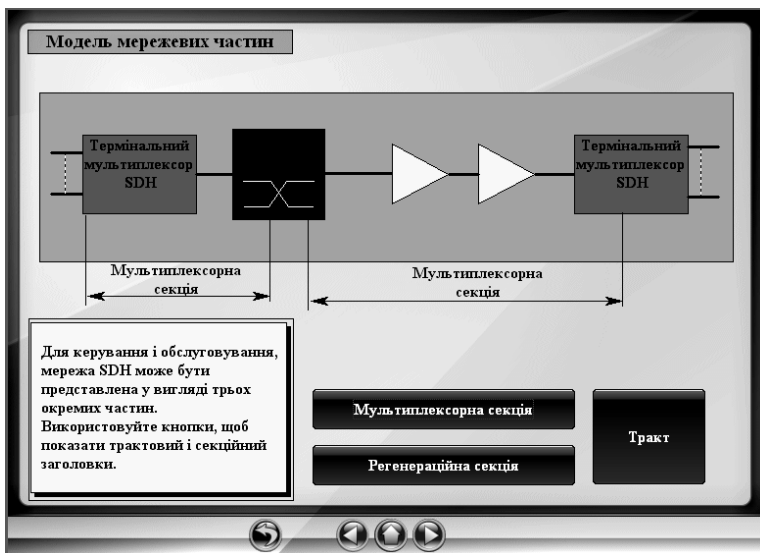 Модель мережевих частин
Термінальний
мультиплексор
SDH
Термінальний
мультиплексор
SDH
Мультиплексорна
секція
Мультиплексорна
секція
Для керування і обслуговування,
мережа SDH може бути
представлена у вигляді трьох
окремих частин.
Використовуйте кнопки, щоб
показати трактовий і секційний
заголовки.
Мультиплексорна секція
Регенераційна секція
Тракт